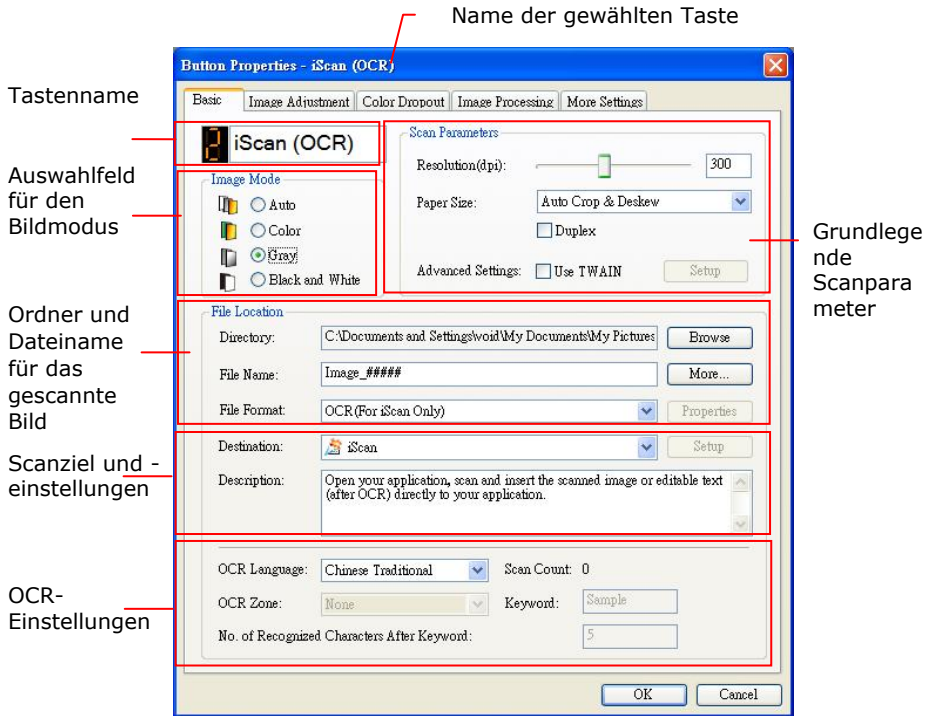 Name der gewählten Taste
Button Properties - iScan (OCR)
Tastenname
Basic Image Adjustment Color Dropout Image Processing More Settings
2 iScan (OCR)
Auswahlfeld
für den
Bildmodus
Image Mode
Auto
Color
Gray
Black and White
Scan Parameters
Resolution(dpi): 300
Paper Size: Auto Crop & Deskew
Duplex
Advanced Settings: Use TWAIN Setup
Grundlege
nde
Scanpara
meter
Ordner und
Dateiname
für das
gescannte
Bild
File Location
Directory: C:\Documents and Settings\void\My Documents\My Pictures Browse
File Name: Image_##### More...
File Format: OCR(For iScan Only) Properties
Scanziel und -
einstellungen
Destination: iScan Setup
Description: Open your application, scan and insert the scanned image or editable text
(after OCR) directly to your application.
OCR-
Einstellungen
OCR Language: Chinese Traditional Scan Count: 0
OCR Zone: None Keyword: Sample
No. of Recognized Characters After Keyword: 5
OK Cancel